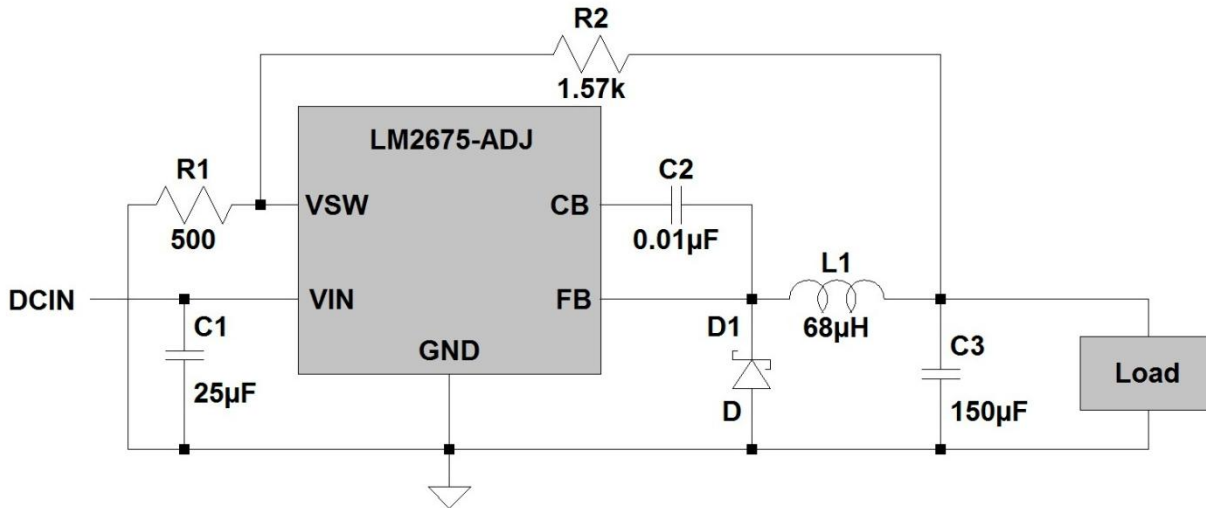 R2
1.57k
LM2675-ADJ
R1
500
VSW
CB
C2
0.01µF
DCIN
VIN
FB
L1
68µH
C1
25µF
GND
D1
D
C3
150µF
Load